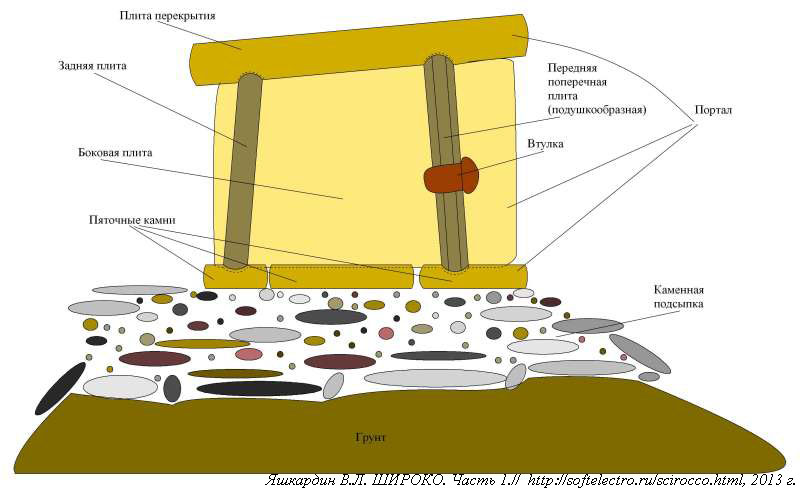 Плита перекрытия
Задняя плита
Передняя
поперечная
плита
(подушкообразная)
Портал
Боковая плита
Втулка
Пяточные камни
Каменная
подсыпка
Грунт
Яшкардин В.Л. ШИРОКО. Часть 1.// http://softelectro.ru/scirocco.html, 2013 г.